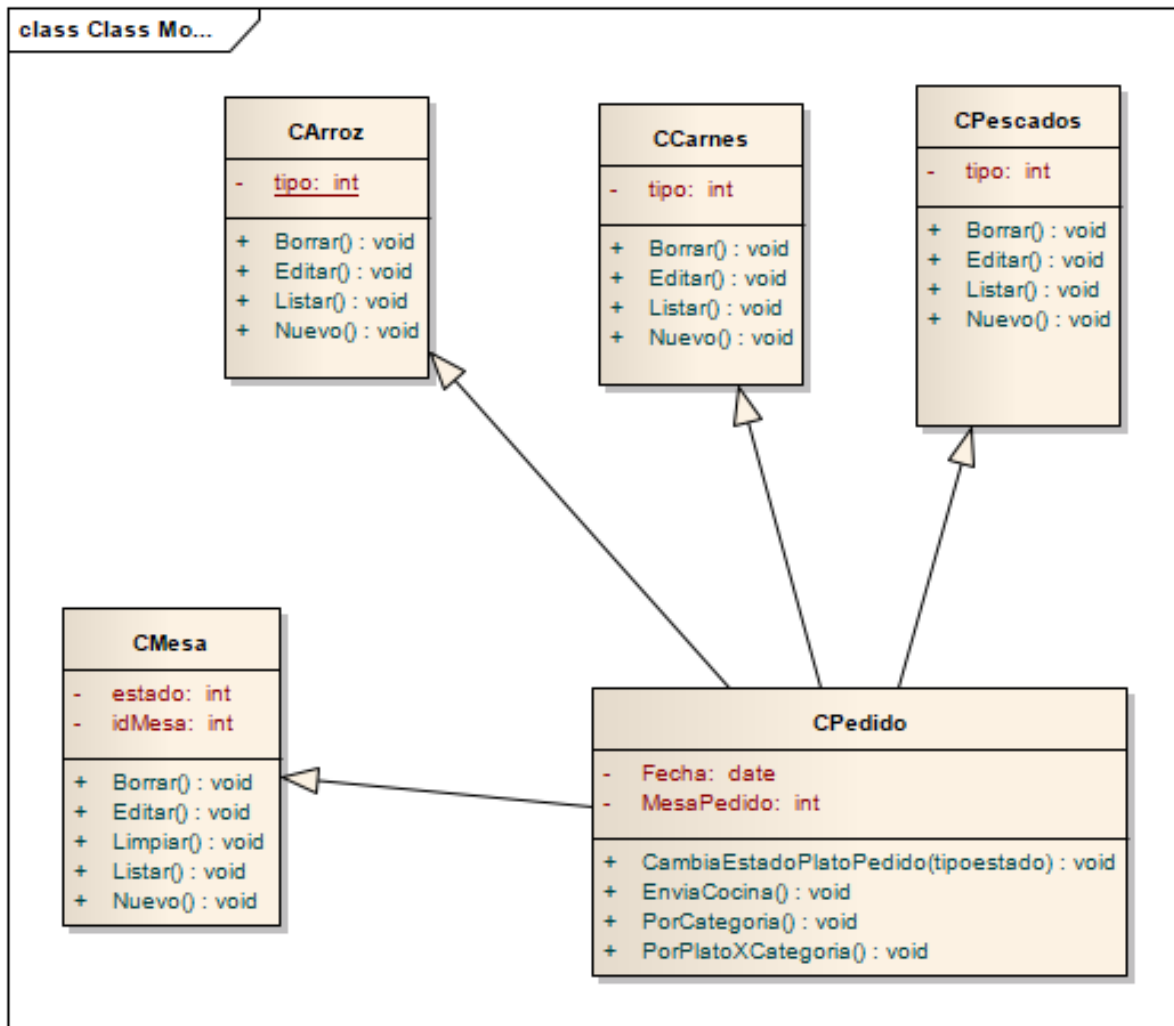 class Class Mo...
CArroz
- tipo: int
+ Borrar() : void
+ Editar() : void
+ Listar() : void
+ Nuevo() : void
CCarnes
- tipo: int
+ Borrar() : void
+ Editar() : void
+ Listar() : void
+ Nuevo() : void
CPescados
- tipo: int
+ Borrar() : void
+ Editar() : void
+ Listar() : void
+ Nuevo() : void
CMesa
- estado: int
- idMesa: int
+ Borrar() : void
+ Editar() : void
+ Limpiar() : void
+ Listar() : void
+ Nuevo() : void
CPedido
- Fecha: date
- MesaPedido: int
+ CambiaEstadoPlatoPedido(tipoestado) : void
+ EnviaCocina() : void
+ PorCategoria() : void
+ PorPlatoXCategoria() : void